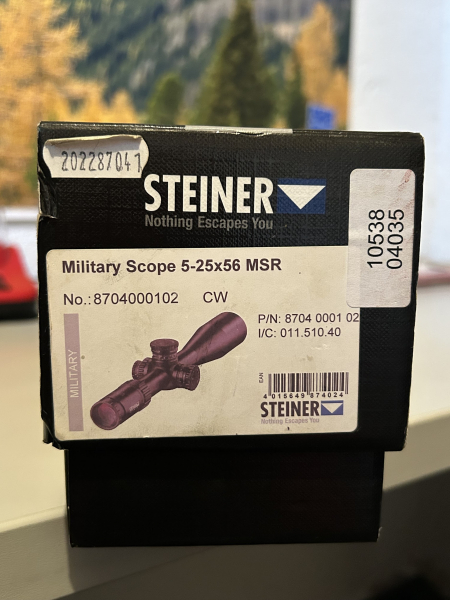 202287041
STEINER
Nothing Escapes You
10538
04035
Military Scope 5-25x56 MSR
No.:8704000102 CW
P/N: 8704 0001 02
I/C: 011.510.40
MILITARY
EAN
4 015649 874024
STEINER
Nothing Escapes You